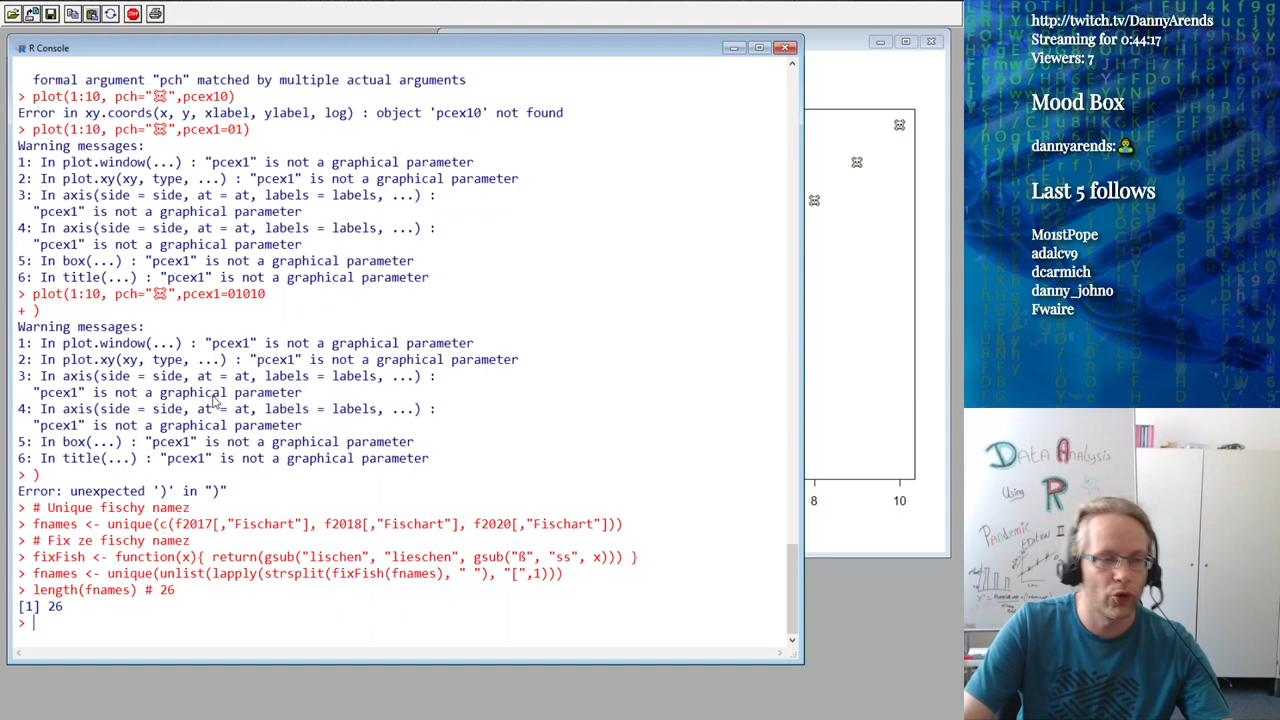 R Console
formal argument "pch" matched by multiple actual arguments
> plot(1:10, pch="☠",pcex10)
Error in xy.coords(x, y, xlabel, ylabel, log) : object 'pcex10' not found
> plot(1:10, pch="☠",pcex1=01)
Warning messages:
1: In plot.window(...) : "pcex1" is not a graphical parameter
2: In plot.xy(xy, type, ...) : "pcex1" is not a graphical parameter
3: In axis(side = side, at = at, labels = labels, ...) :
"pcex1" is not a graphical parameter
4: In axis(side = side, at = at, labels = labels, ...) :
"pcex1" is not a graphical parameter
5: In box(...) : "pcex1" is not a graphical parameter
6: In title(...) : "pcex1" is not a graphical parameter
> plot(1:10, pch="☠",pcex1=01010
+ )
Warning messages:
1: In plot.window(...) : "pcex1" is not a graphical parameter
2: In plot.xy(xy, type, ...) : "pcex1" is not a graphical parameter
3: In axis(side = side, at = at, labels = labels, ...) :
"pcex1" is not a graphical parameter
4: In axis(side = side, at = at, labels = labels, ...) :
"pcex1" is not a graphical parameter
5: In box(...) : "pcex1" is not a graphical parameter
6: In title(...) : "pcex1" is not a graphical parameter
> )
Error: unexpected ')' in ")"
> # Unique fischy namez
> fnames <- unique(c(f2017[,"Fischart"], f2018[,"Fischart"], f2020[,"Fischart"]))
> # Fix ze fischy namez
> fixFish <- function(x){ return(gsub("lischen", "lieschen", gsub("ß", "ss", x))) }
> fnames <- unique(unlist(lapply(strsplit(fixFish(fnames), " "), "[",1)))
> length(fnames) # 26
[1] 26
>
8 10
http://twitch.tv/DannyArends
Streaming for 0:44:17
Viewers: 7
Mood Box
dannyarends:
Last 5 follows
Mo1stPope
adalcv9
dcarmich
danny_johno
Fwaire
DATA ANALYSIS
Using
R
Pandemic
EDITION II